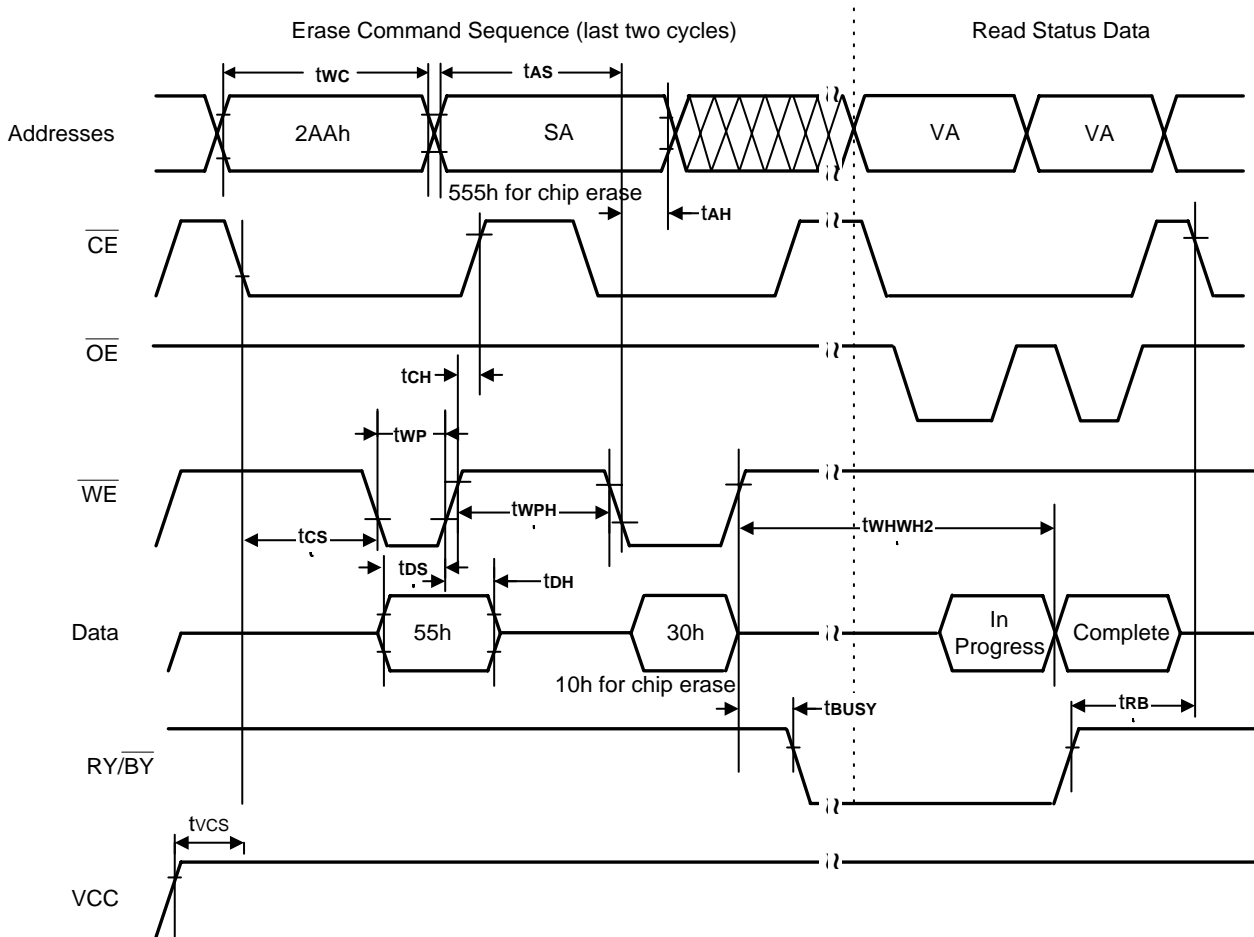 Erase Command Sequence (last two cycles)
Read Status Data
tWC
tAS
Addresses
2AAh
SA
VA
VA
555h for chip erase
tAH
CE
OE
tCH
tWP
WE
tWPH
tWHWH2
tCS
tDS
tDH
Data
55h
30h
In
Progress
Complete
10h for chip erase
tBUSY
tRB
RY/BY
tVCS
VCC